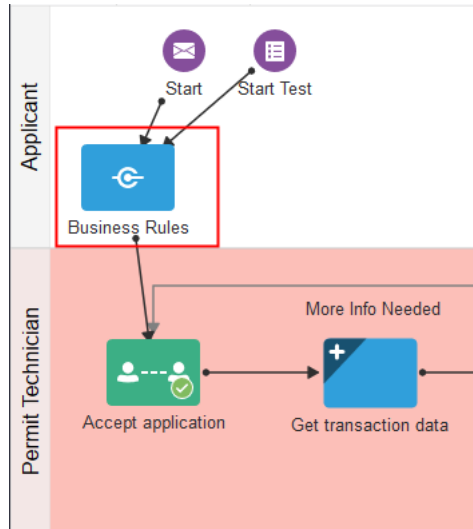 Applicant
Start
Start Test
Business Rules
Permit Technician
More Info Needed
Accept application
Get transaction data